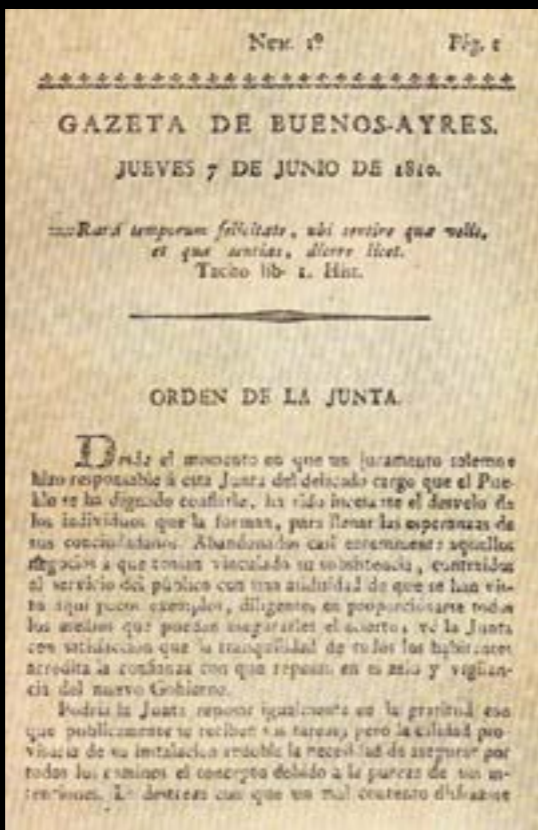 Num. 1º Pág. 1
GAZETA DE BUENOS-AYRES.
JUEVES 7 DE JUNIO DE 1810.
Rará temporum felicitate, ubi sentire quæ velis,
et quæ sentias, dicere licet.
Tacito lib. 1. Hist.
ORDEN DE LA JUNTA.
Desde el momento en que un juramento solemne
hizo responsable á esta Junta del delicado cargo que el Pue-
blo se ha dignado confiarle, ha sido incesante el desvelo de
los individuos que la forman, para llenar las esperanzas de
sus conciudadanos. Abandonados casi enteramente aquellos
negocios á que tenian vinculada su subsistencia, contraidos
al servicio del público con una asiduidad de que se han vis-
to aqui pocos exemplos, diligentes en proporcionarse todos
los medios que puedan asegurarles el acierto, vé la Junta
con satisfaccion que la tranquilidad de todos los habitantes
acredita la confianza con que reposan en el zelo y vigilan-
cia del nuevo Gobierno.
Podria la Junta reposar igualmente en la gratitud con
que publicamente se reciben sus tareas; pero la calidad pro-
visoria de su instalacion redobla la necesidad de asegurar por
todos los caminos el concepto debido á la pureza de sus in-
tenciones. La destreza con que un mal contento